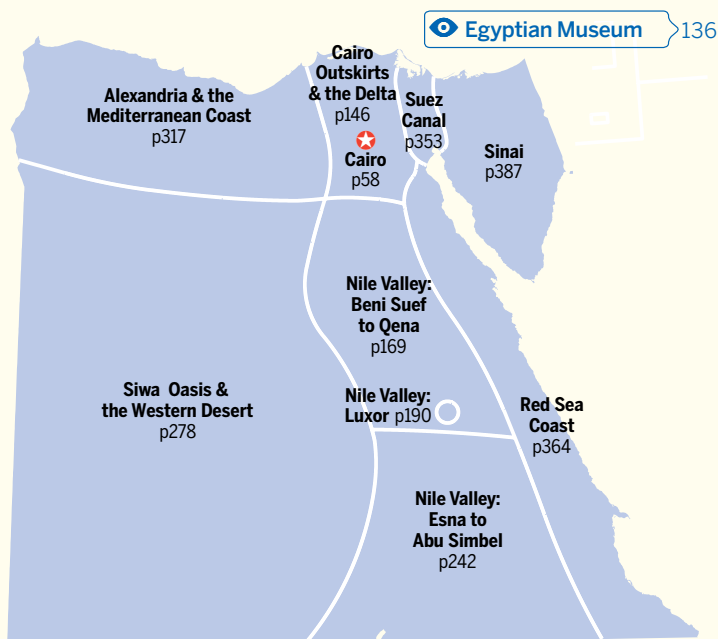 Egyptian Museum 136
Cairo
Outskirts
& the Delta
p146
Alexandria & the
Mediterranean Coast
p317
Suez
Canal
p353
Cairo
p58
Sinai
p387
Nile Valley:
Beni Suef
to Qena
p169
Siwa Oasis &
the Western Desert
p278
Nile Valley:
Luxor p190
Red Sea
Coast
p364
Nile Valley:
Esna to
Abu Simbel
p242